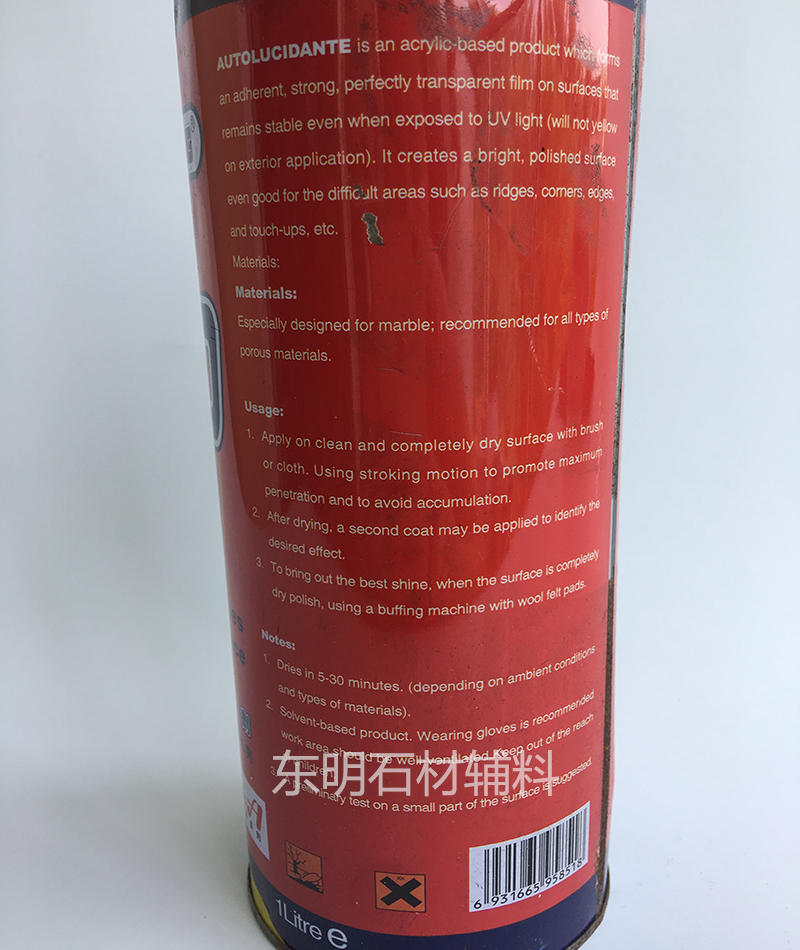 AUTOLUCIDANTE is an acrylic-based product which forms
an adherent, strong, perfectly transparent film on surfaces that
remains stable even when exposed to UV light (will not yellow
on exterior application). It creates a bright, polished surface
even good for the difficult areas such as ridges, corners, edges,
and touch-ups, etc.
Materials:
Materials:
Especially designed for marble; recommended for all types of
porous materials.
Usage:
1. Apply on clean and completely dry surface with brush
or cloth. Using stroking motion to promote maximum
penetration and to avoid accumulation.
2. After drying, a second coat may be applied to identify the
desired effect.
3. To bring out the best shine, when the surface is completely
dry polish, using a buffing machine with wool felt pads.
Notes:
1. Dries in 5-30 minutes. (depending on ambient conditions
and types of materials).
2. Solvent-based product. Wearing gloves is recommended
work area should be well ventilated Keep out of the reach
children
3. A preliminary test on a small part of the surface is suggested.
东明石材辅料
Xn
6 931665 958518
1Litre e